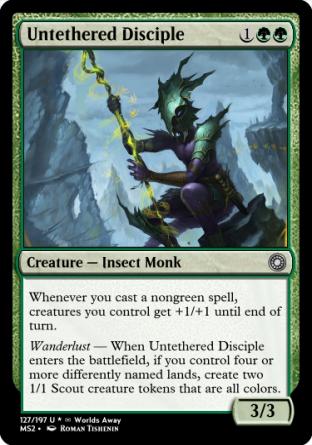 Untethered Disciple 1
Creature — Insect Monk
Whenever you cast a nongreen spell,
creatures you control get +1/+1 until end of
turn.
Wanderlust — When Untethered Disciple
enters the battlefield, if you control four or
more differently named lands, create two
1/1 Scout creature tokens that are all colors.
3/3
127/197 U * ∞ Worlds Away
MS2 • Roman Tishenin